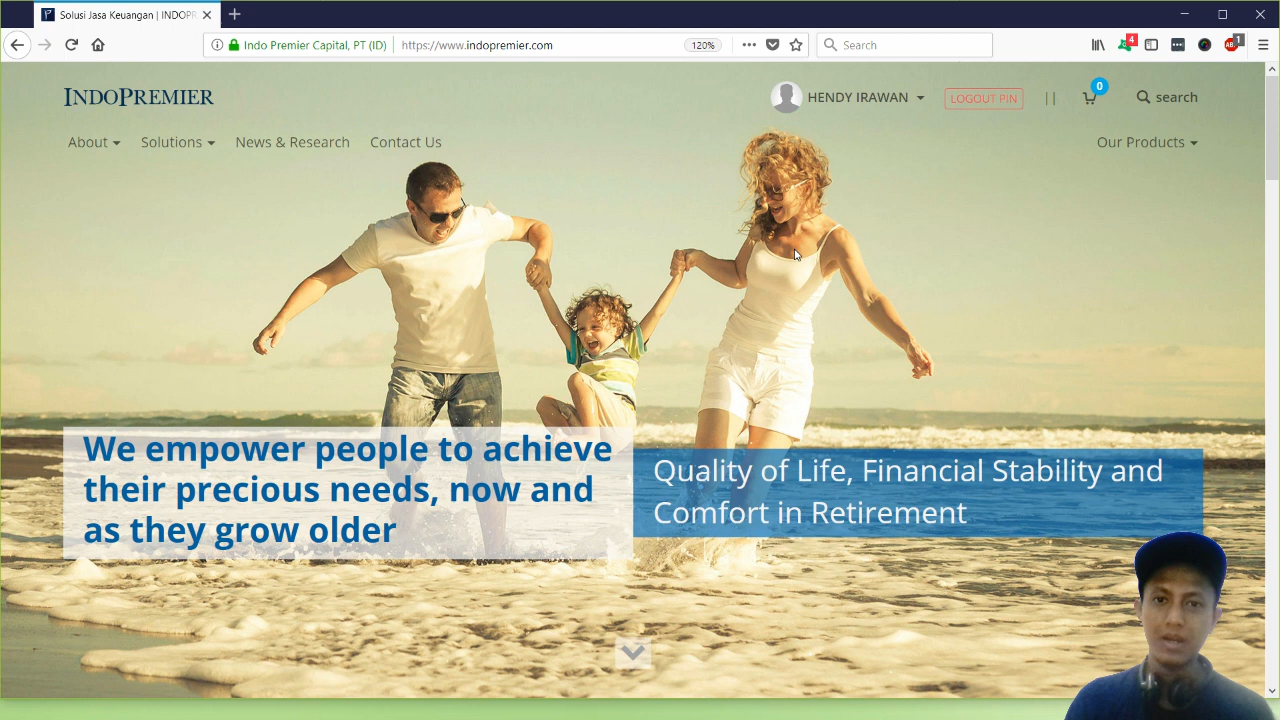 Solusi Jasa Keuangan | INDOPR
Indo Premier Capital, PT (ID)
https://www.indopremier.com
120%
Search
4
1
INDOPREMIER
HENDY IRAWAN
LOGOUT PIN
||
0
search
About
Solutions
News & Research
Contact Us
Our Products
We empower people to achieve
their precious needs, now and
as they grow older
Quality of Life, Financial Stability and
Comfort in Retirement